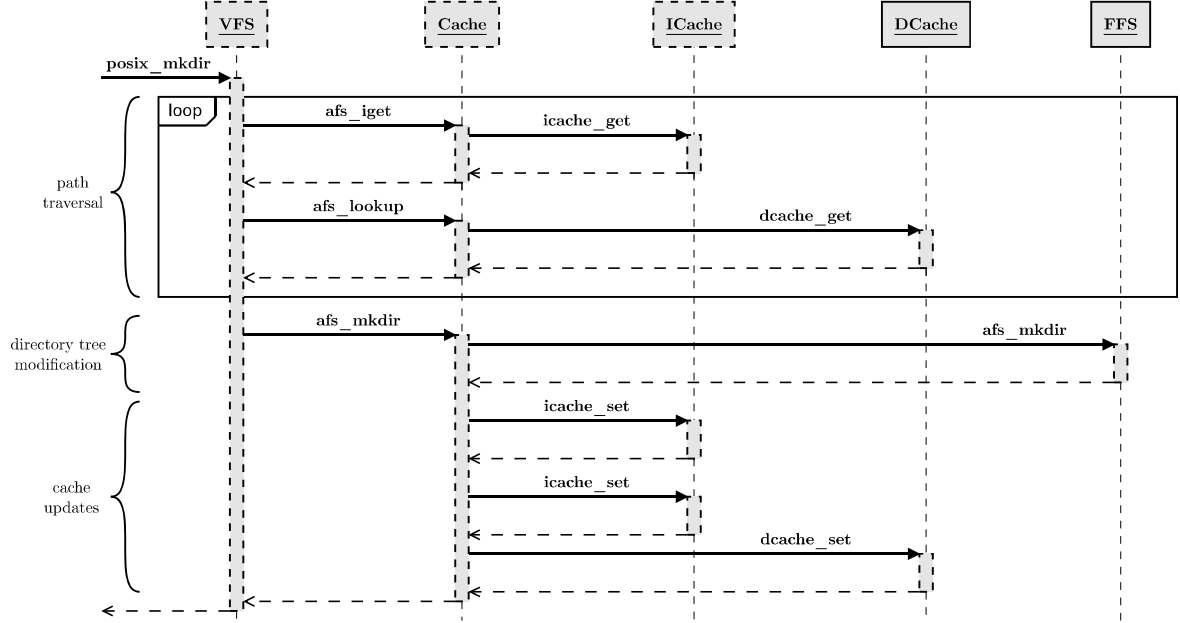 VFS
Cache
ICache
DCache
FFS
posix_mkdir
loop
afs_iget
icache_get
path
traversal
afs_lookup
dcache_get
afs_mkdir
afs_mkdir
directory tree
modification
icache_set
cache
updates
icache_set
dcache_set